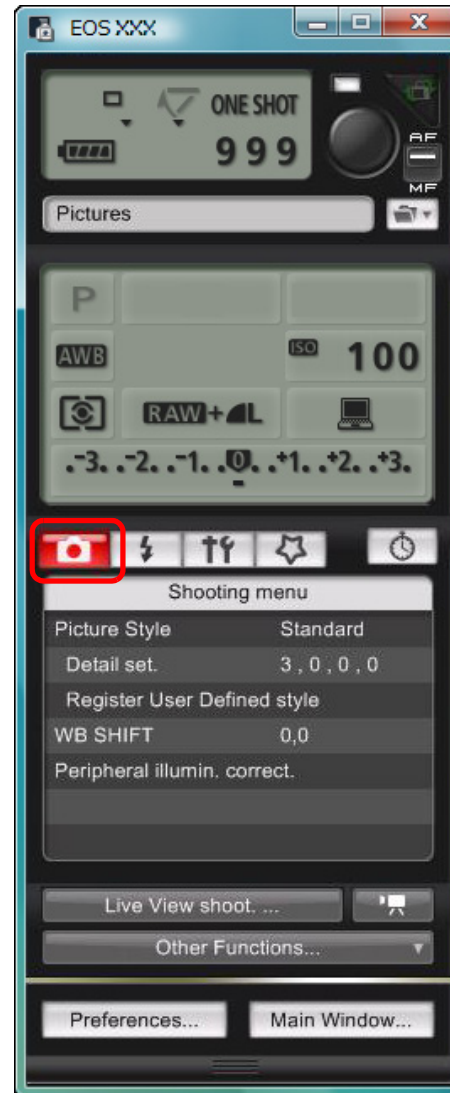 EOS XXX
ONE SHOT
999
AF
MF
Pictures
P
AWB
ISO 100
RAW+L
.-3. .-2. .-1. .0. .+1. .+2. .+3.
Shooting menu
Picture Style Standard
Detail set. 3 , 0 , 0 , 0
Register User Defined style
WB SHIFT 0,0
Peripheral illumin. correct.
Live View shoot. ...
Other Functions...
Preferences... Main Window...